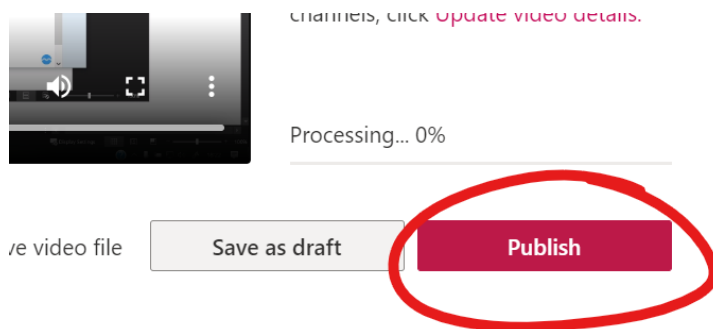 channels, click Update video details.
Processing... 0%
ve video file
Save as draft
Publish